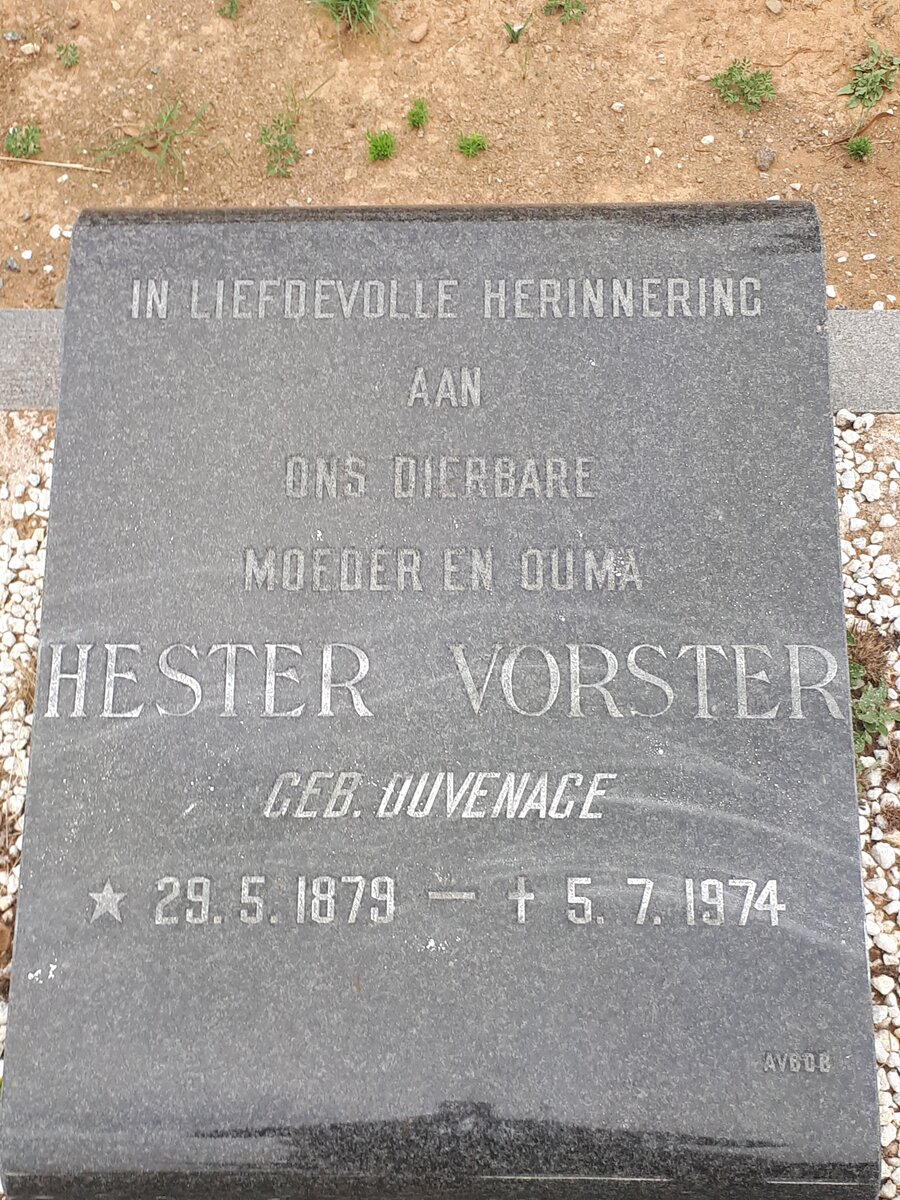 IN LIEFDEVOLLE HERINNERING
AAN
ONS DIERBARE
MOEDER EN OUMA
HESTER VORSTER
GEB. DUVENAGE
★ 29.5.1879 — † 5.7.1974
AVBOB